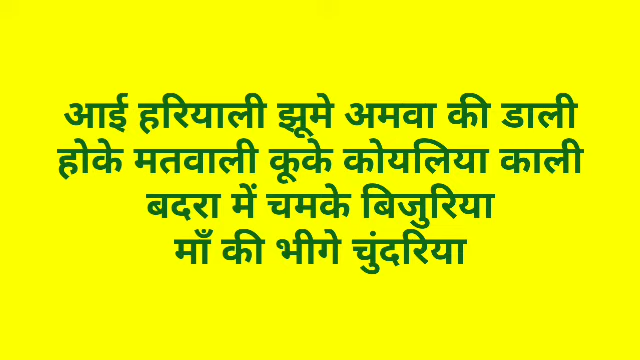 आई हरियाली झूमे अमवा की डाली
होके मतवाली कूके कोयलिया काली
बदरा में चमके बिजुरिया
माँ की भीगे चुंदरिया